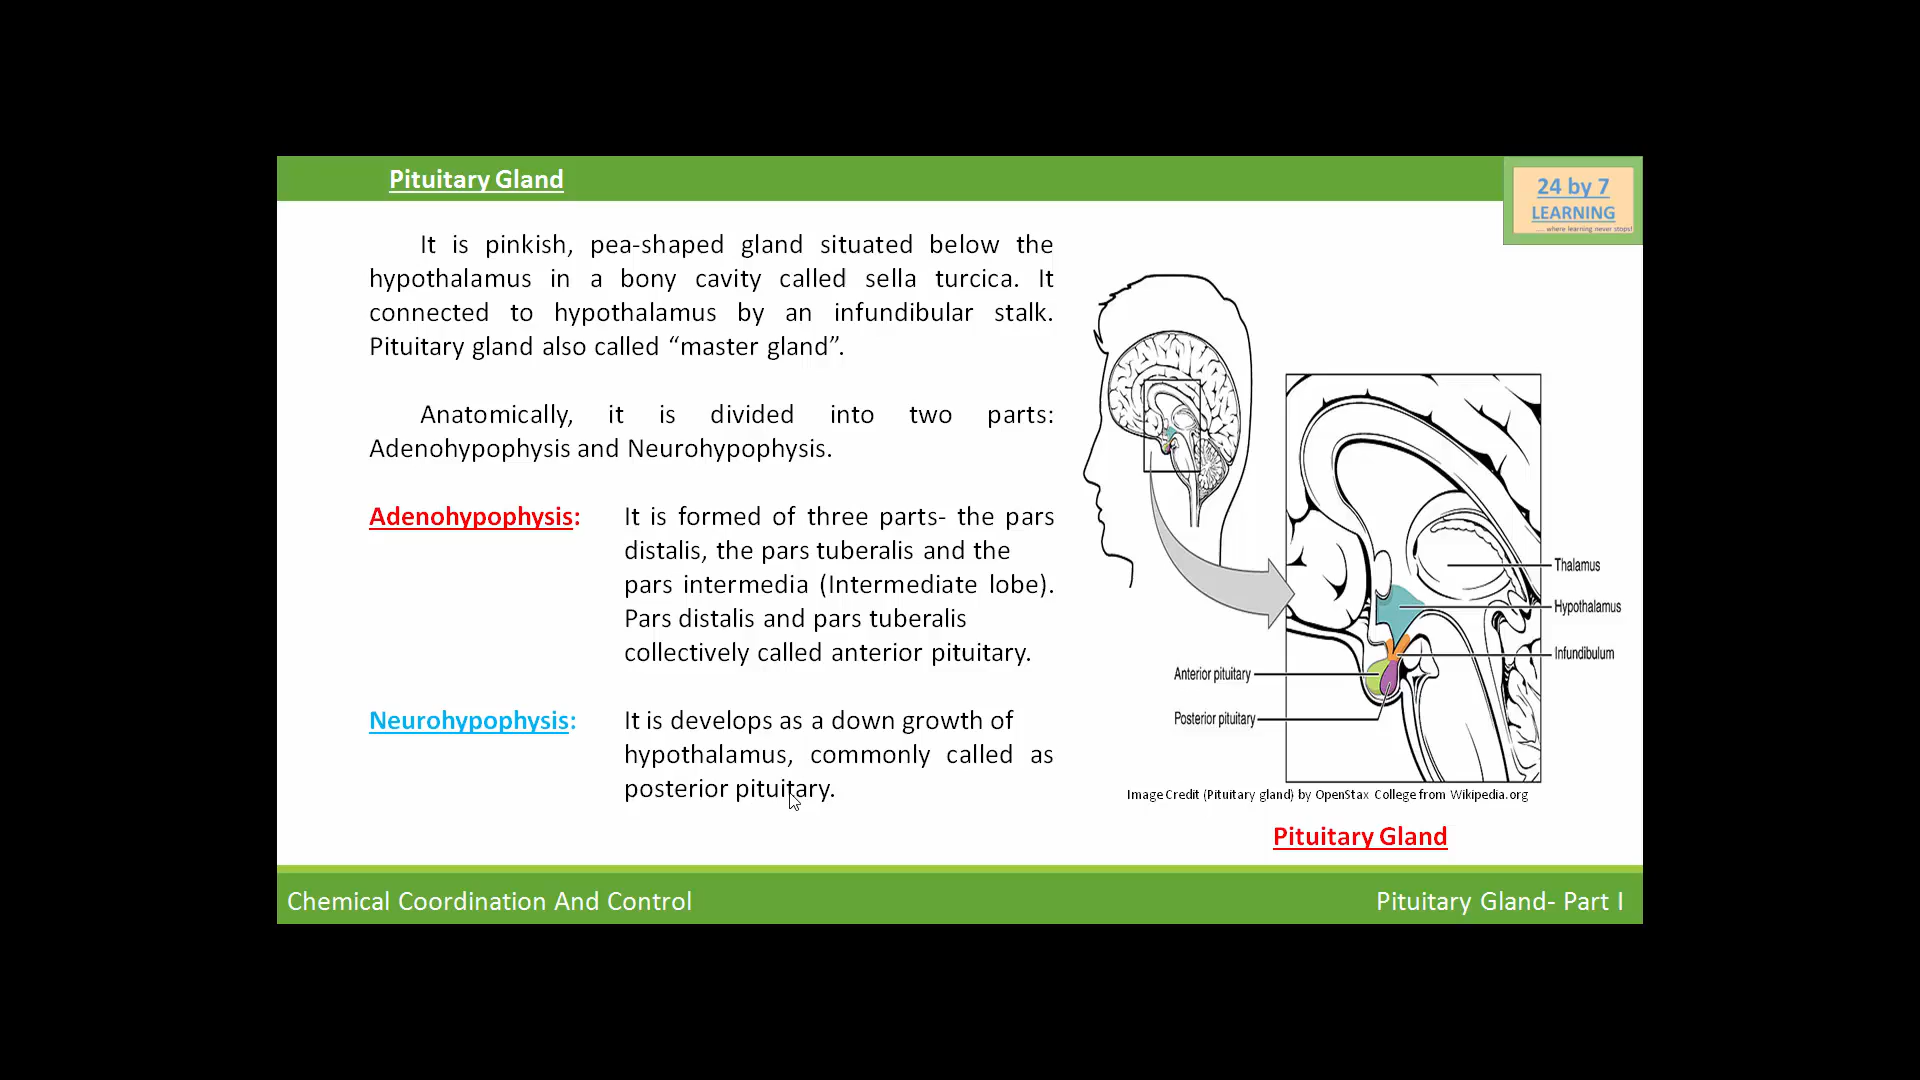 Pituitary Gland
24 by 7
LEARNING
.... where learning never stops!
It is pinkish, pea-shaped gland situated below the
hypothalamus in a bony cavity called sella turcica. It
connected to hypothalamus by an infundibular stalk.
Pituitary gland also called “master gland”.
Anatomically, it is divided into two parts:
Adenohypophysis and Neurohypophysis.
Adenohypophysis: It is formed of three parts- the pars
distalis, the pars tuberalis and the
pars intermedia (Intermediate lobe).
Pars distalis and pars tuberalis
collectively called anterior pituitary.
Neurohypophysis: It is develops as a down growth of
hypothalamus, commonly called as
posterior pituitary.
Thalamus
Hypothalamus
Infundibulum
Anterior pituitary
Posterior pituitary
Image Credit (Pituitary gland) by OpenStax College from Wikipedia.org
Pituitary Gland
Chemical Coordination And Control
Pituitary Gland- Part I